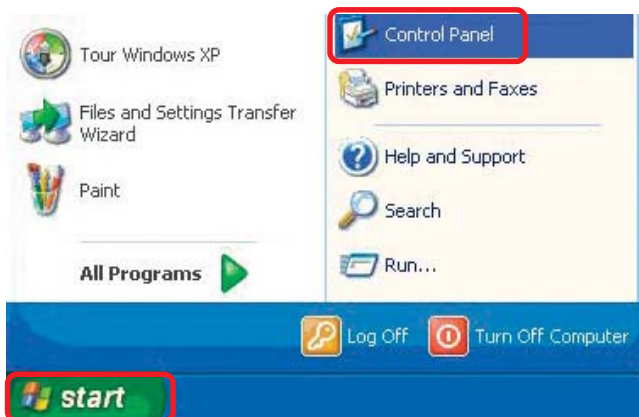 Tour Windows XP
Files and Settings Transfer
Wizard
Paint
All Programs
Control Panel
Printers and Faxes
Help and Support
Search
Run...
Log Off
Turn Off Computer
start